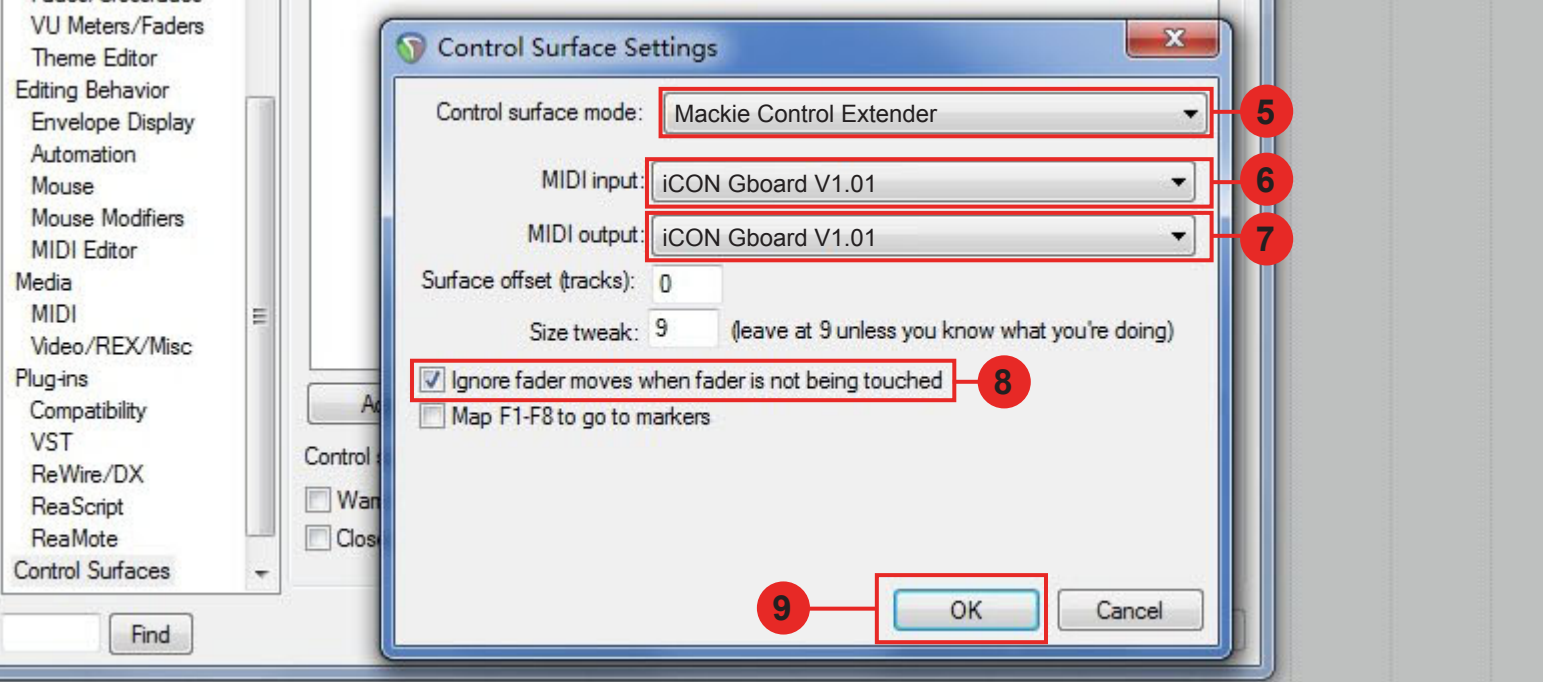 VU Meters/Faders
Theme Editor
Editing Behavior
Envelope Display
Automation
Mouse
Mouse Modifiers
MIDI Editor
Media
MIDI
Video/REX/Misc
Plug-ins
Compatibility
VST
ReWire/DX
ReaScript
ReaMote
Control Surfaces
Find
Control
Control Surface Settings
Control surface mode: Mackie Control Extender 5
MIDI input: iCON Gboard V1.01 6
MIDI output: iCON Gboard V1.01 7
Surface offset (tracks): 0
Size tweak: 9 (leave at 9 unless you know what you're doing)
Ignore fader moves when fader is not being touched 8
Map F1-F8 to go to markers
9 OK Cancel